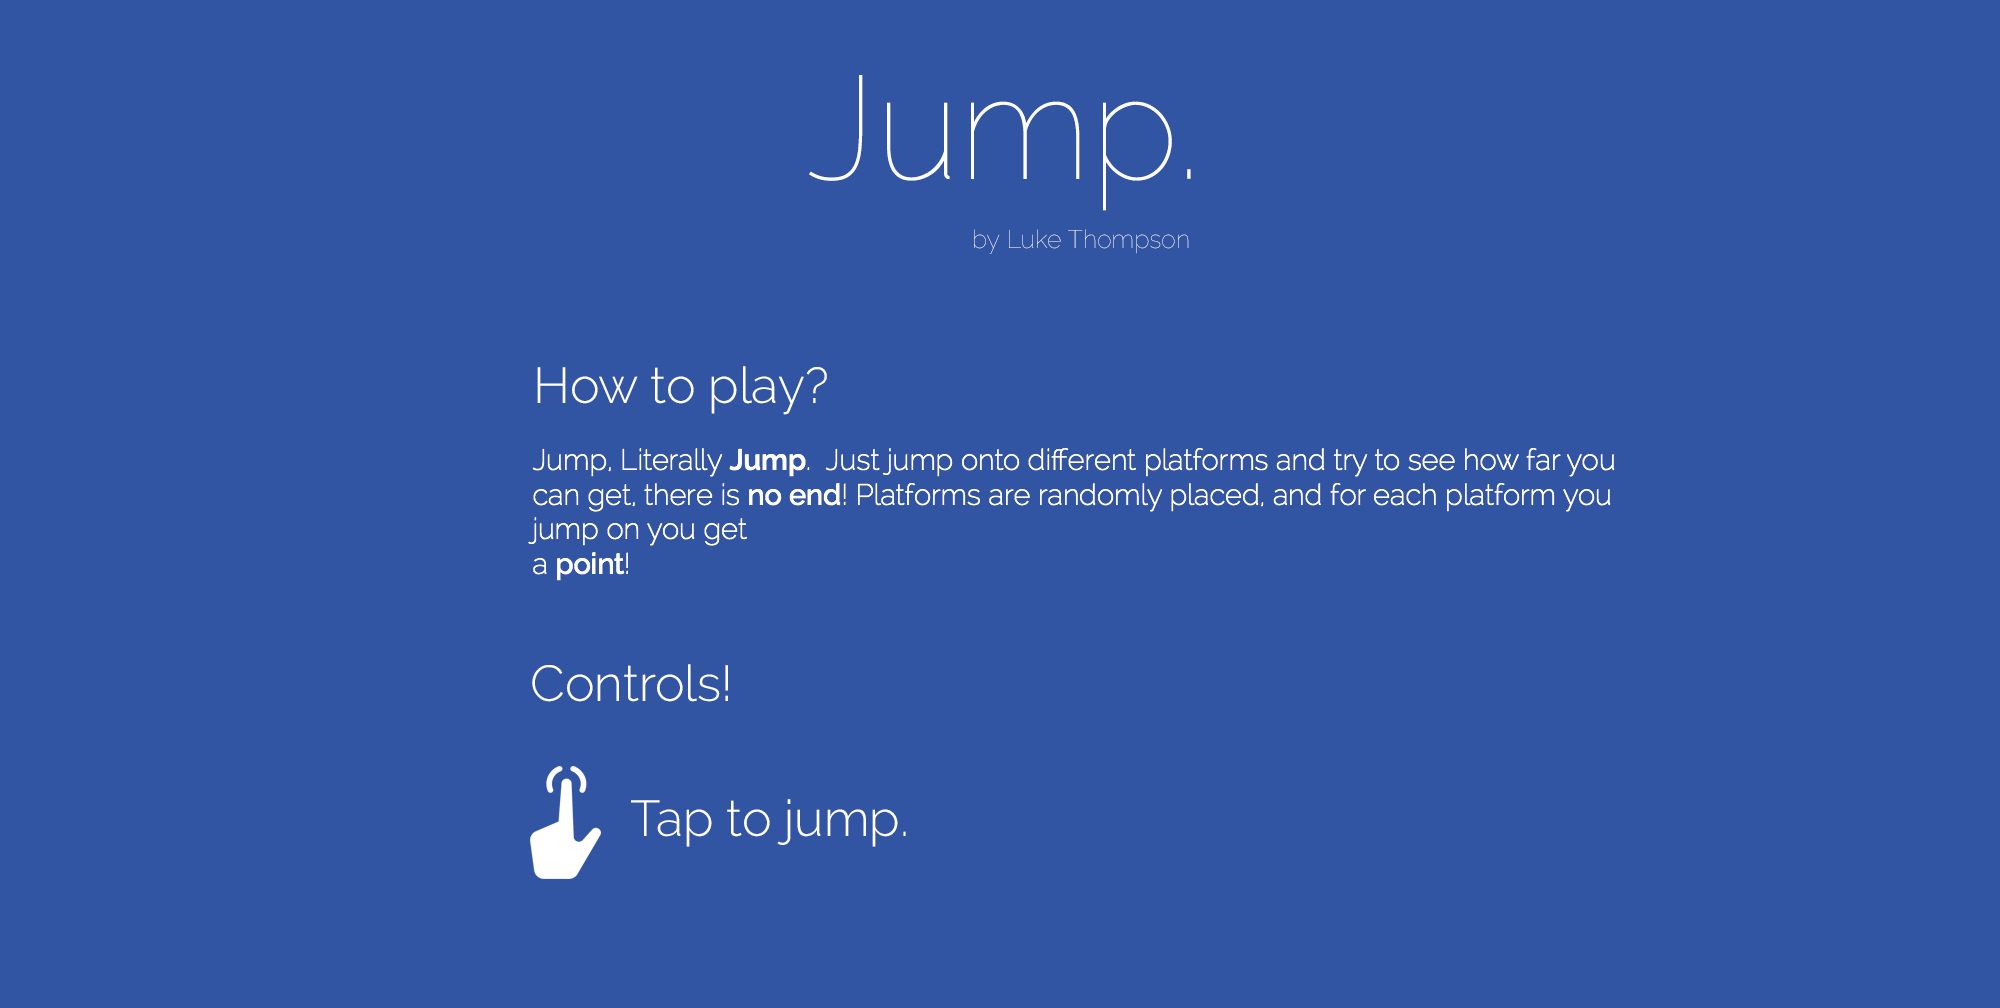 Jump.
by Luke Thompson
How to play?
Jump, Literally Jump.  Just jump onto different platforms and try to see how far you
can get, there is no end! Platforms are randomly placed, and for each platform you
jump on you get
a point!
Controls!
Tap to jump.